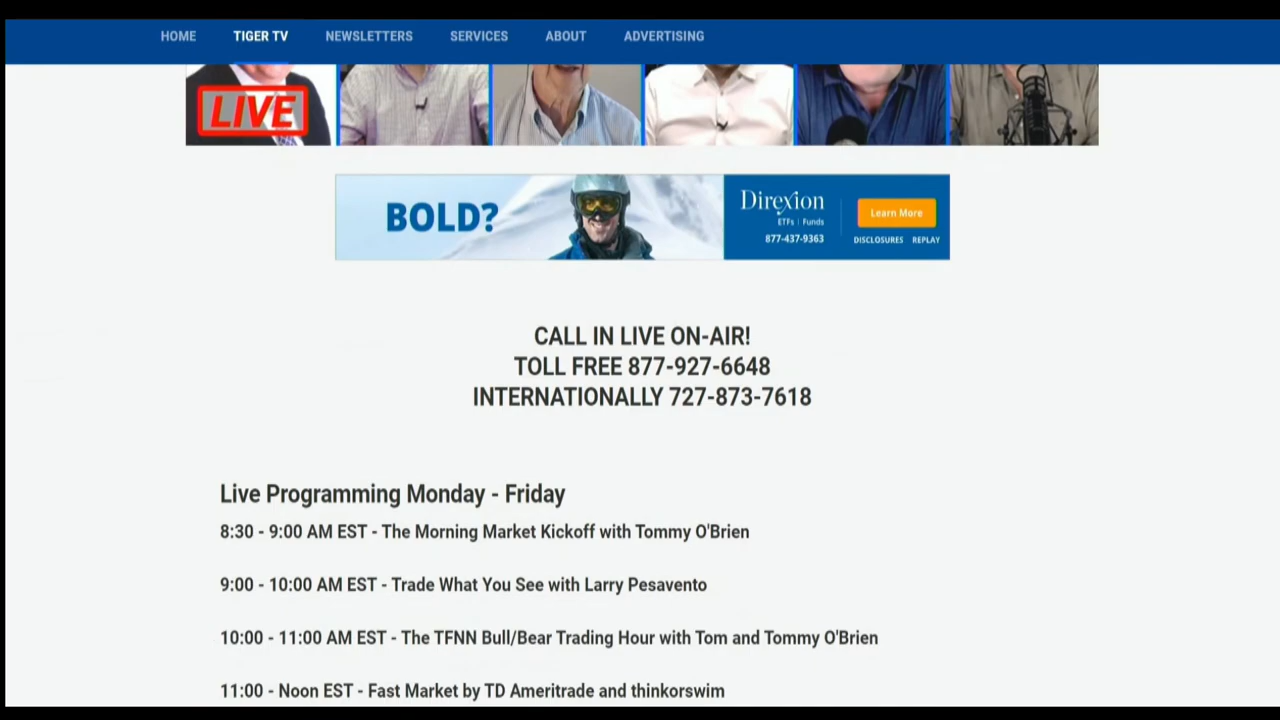 HOME TIGER TV NEWSLETTERS SERVICES ABOUT ADVERTISING
LIVE
BOLD?
Direxion
ETFs | Funds
877-437-9363
Learn More
DISCLOSURES REPLAY
CALL IN LIVE ON-AIR!
TOLL FREE 877-927-6648
INTERNATIONALLY 727-873-7618
Live Programming Monday - Friday
8:30 - 9:00 AM EST - The Morning Market Kickoff with Tommy O'Brien
9:00 - 10:00 AM EST - Trade What You See with Larry Pesavento
10:00 - 11:00 AM EST - The TFNN Bull/Bear Trading Hour with Tom and Tommy O'Brien
11:00 - Noon EST - Fast Market by TD Ameritrade and thinkorswim